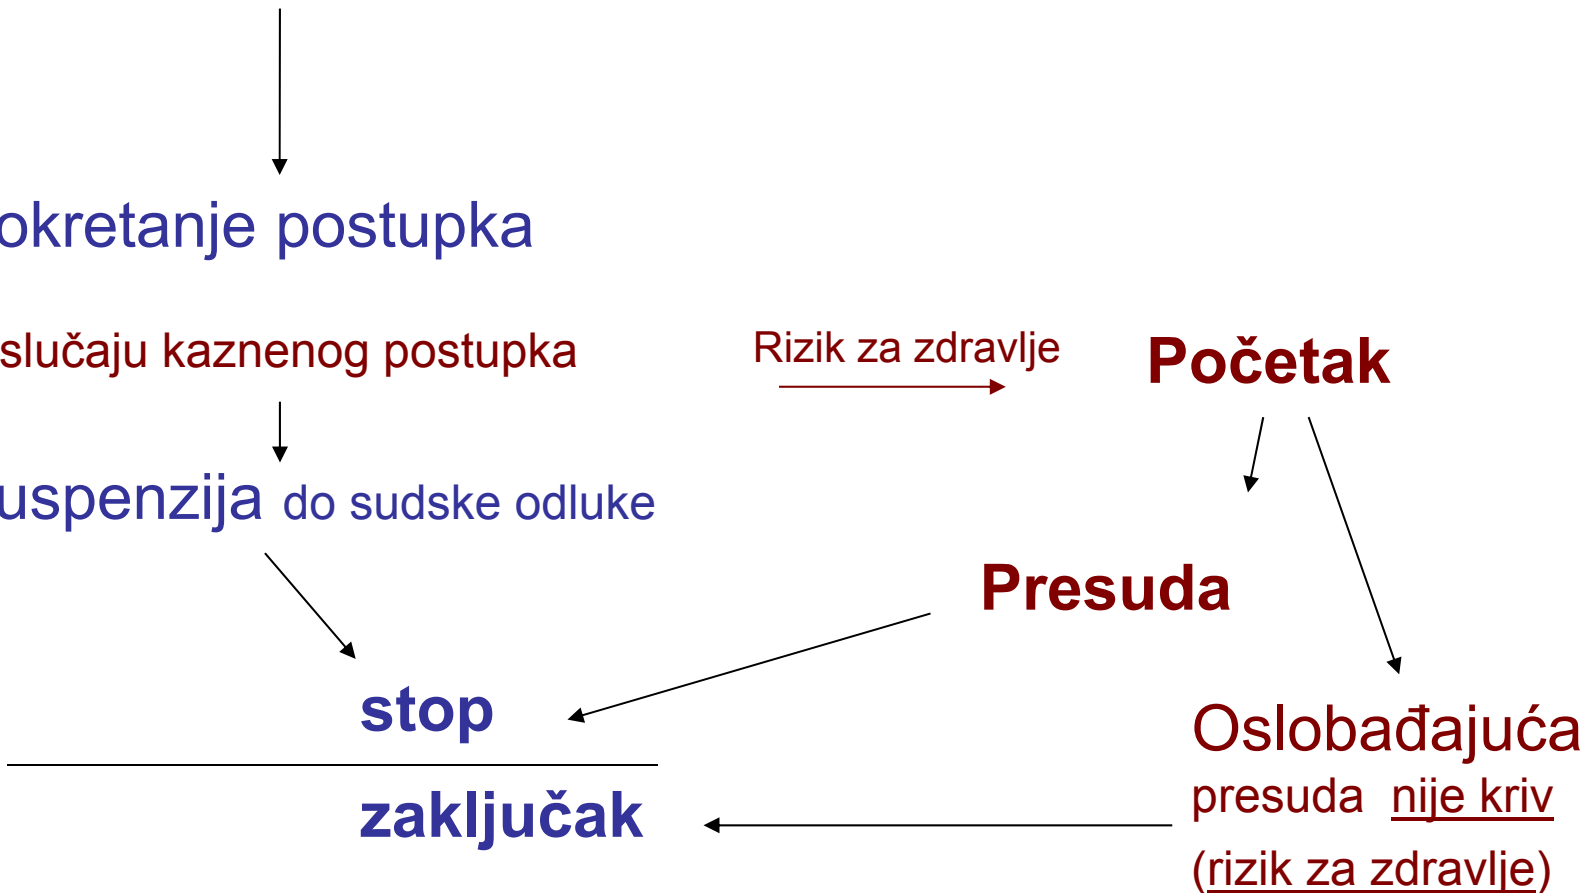 okretanje postupka
slučaju kaznenog postupka
Rizik za zdravlje
Početak
uspenzija do sudske odluke
Presuda
stop
Oslobađajuća
presuda nije kriv
(rizik za zdravlje)
zaključak